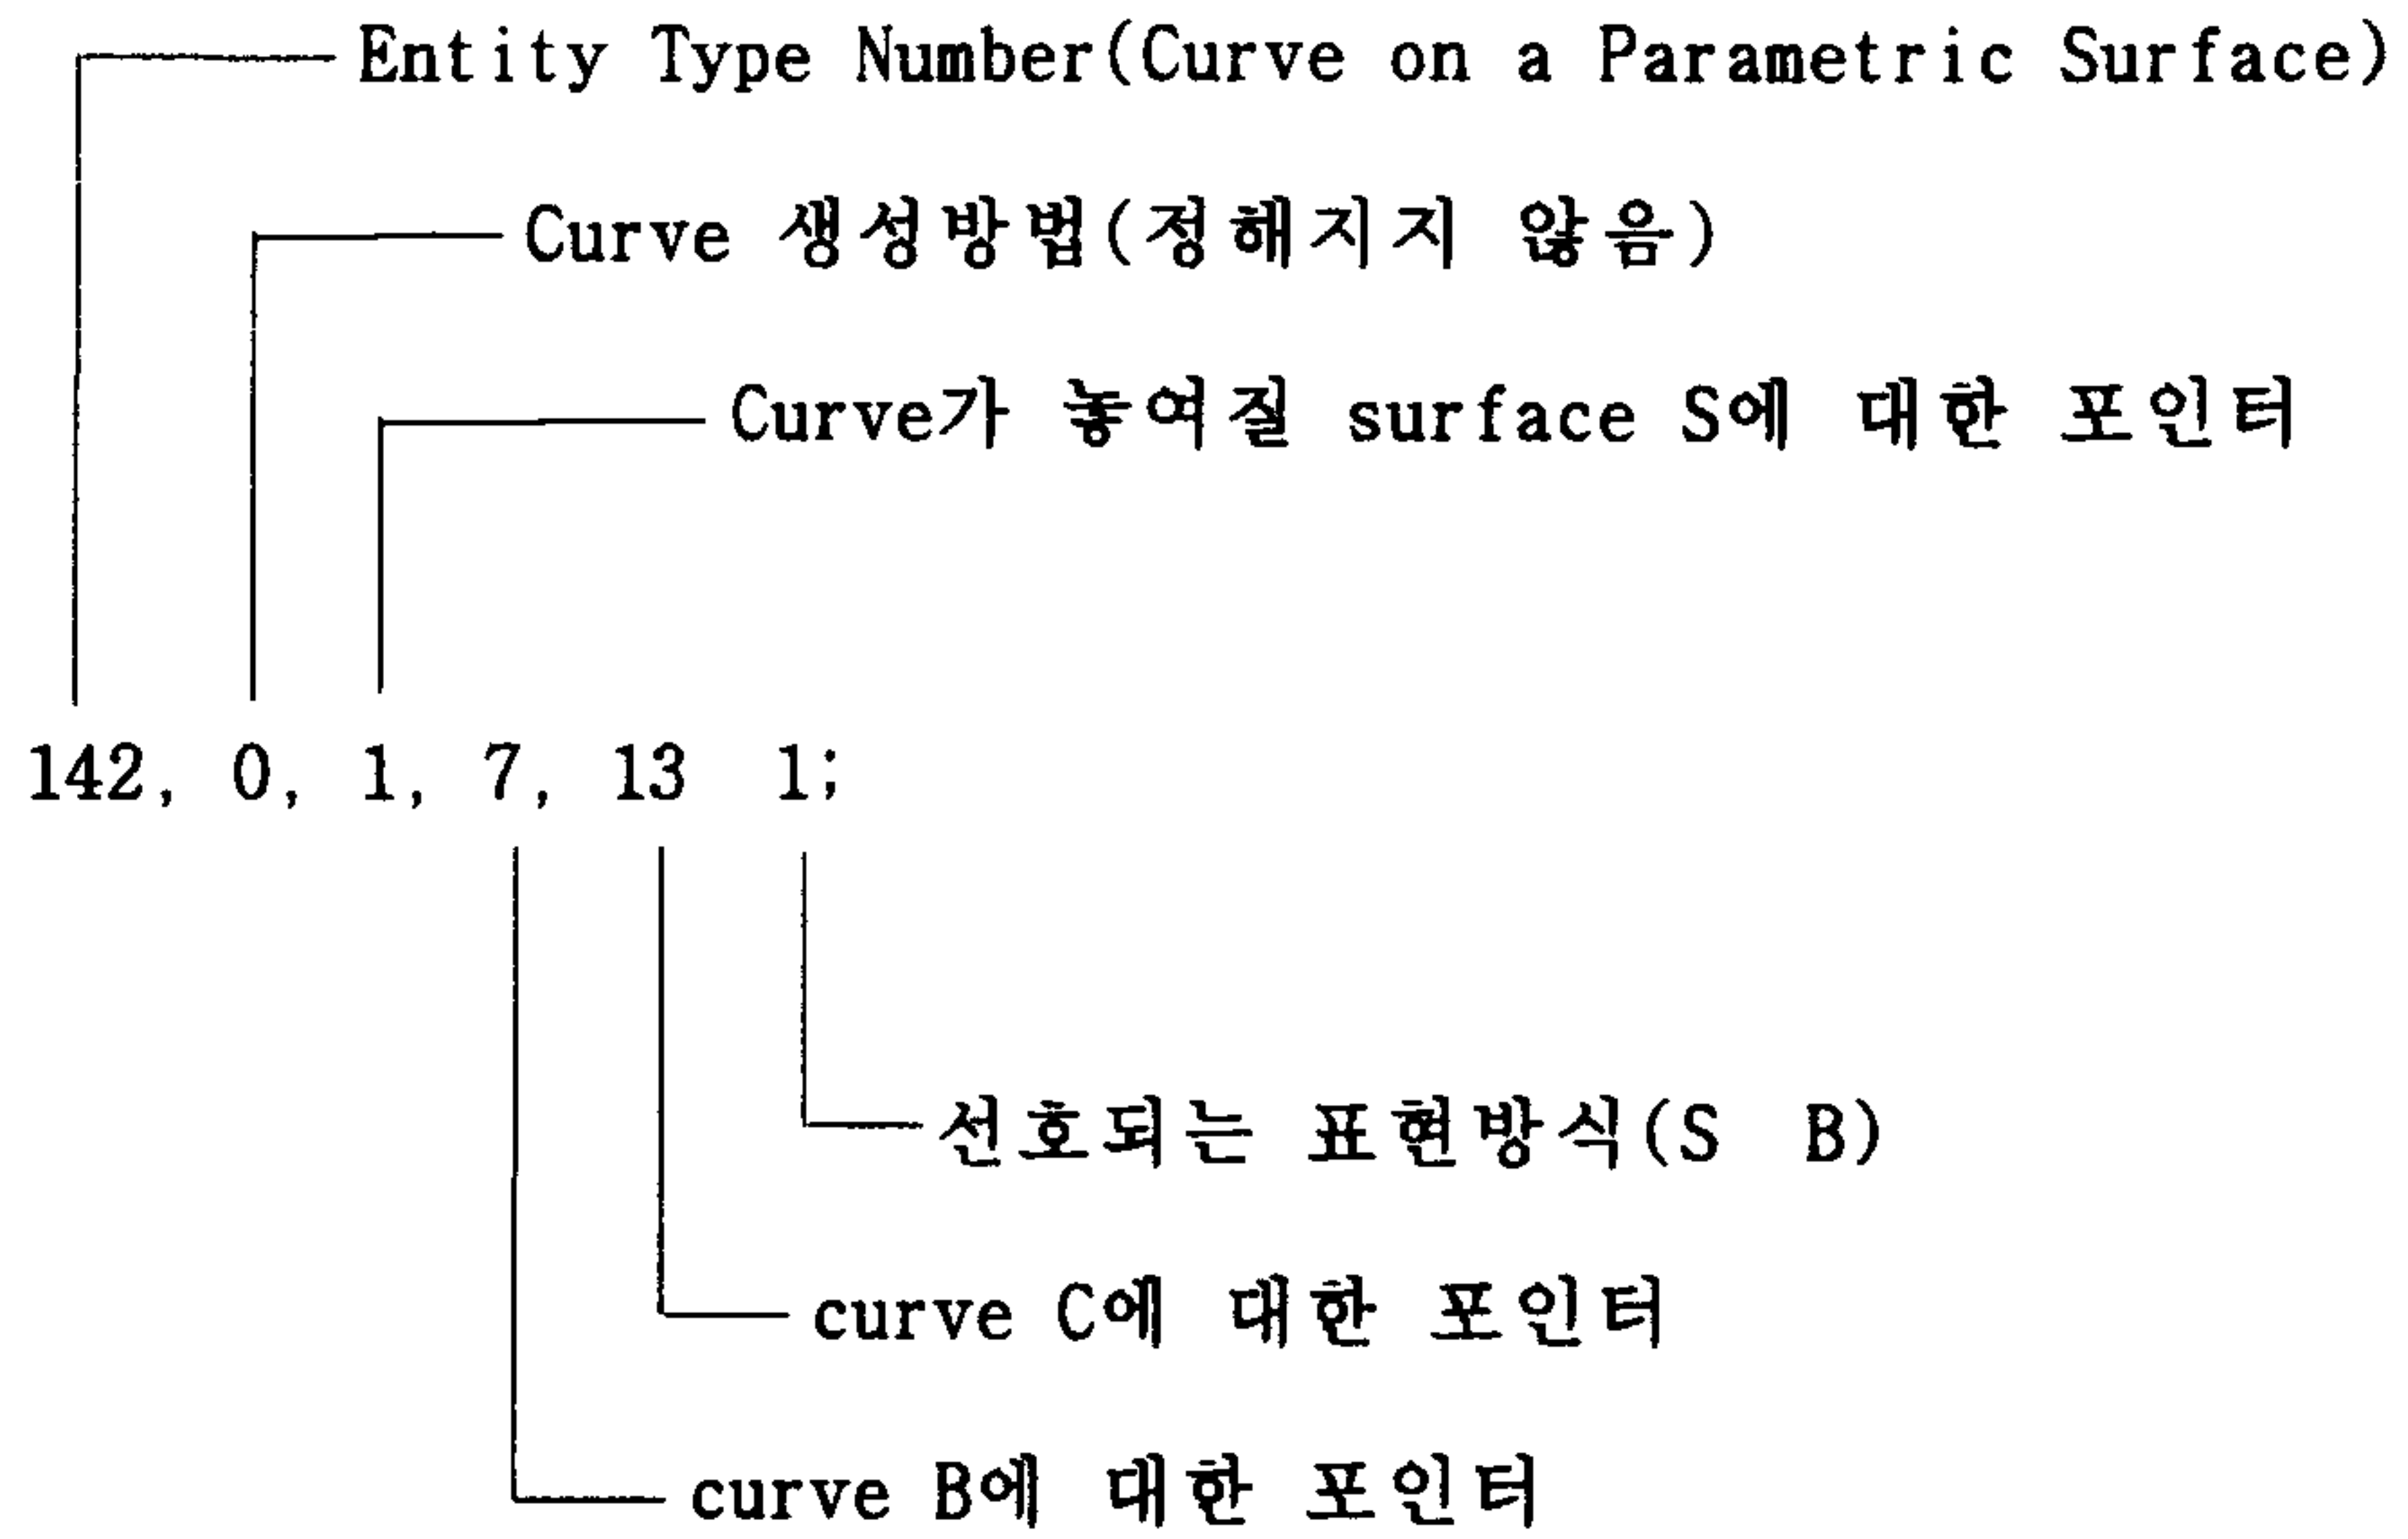 Entity Type Number(Curve on a Parametric Surface)
Curve 생성방법(정해지지 않음)
Curve가 놓여질 surface S에 대한 포인터
142, 0, 1, 7, 13 1;
선호되는 표현방식(S B)
curve C에 대한 포인터
curve B에 대한 포인터